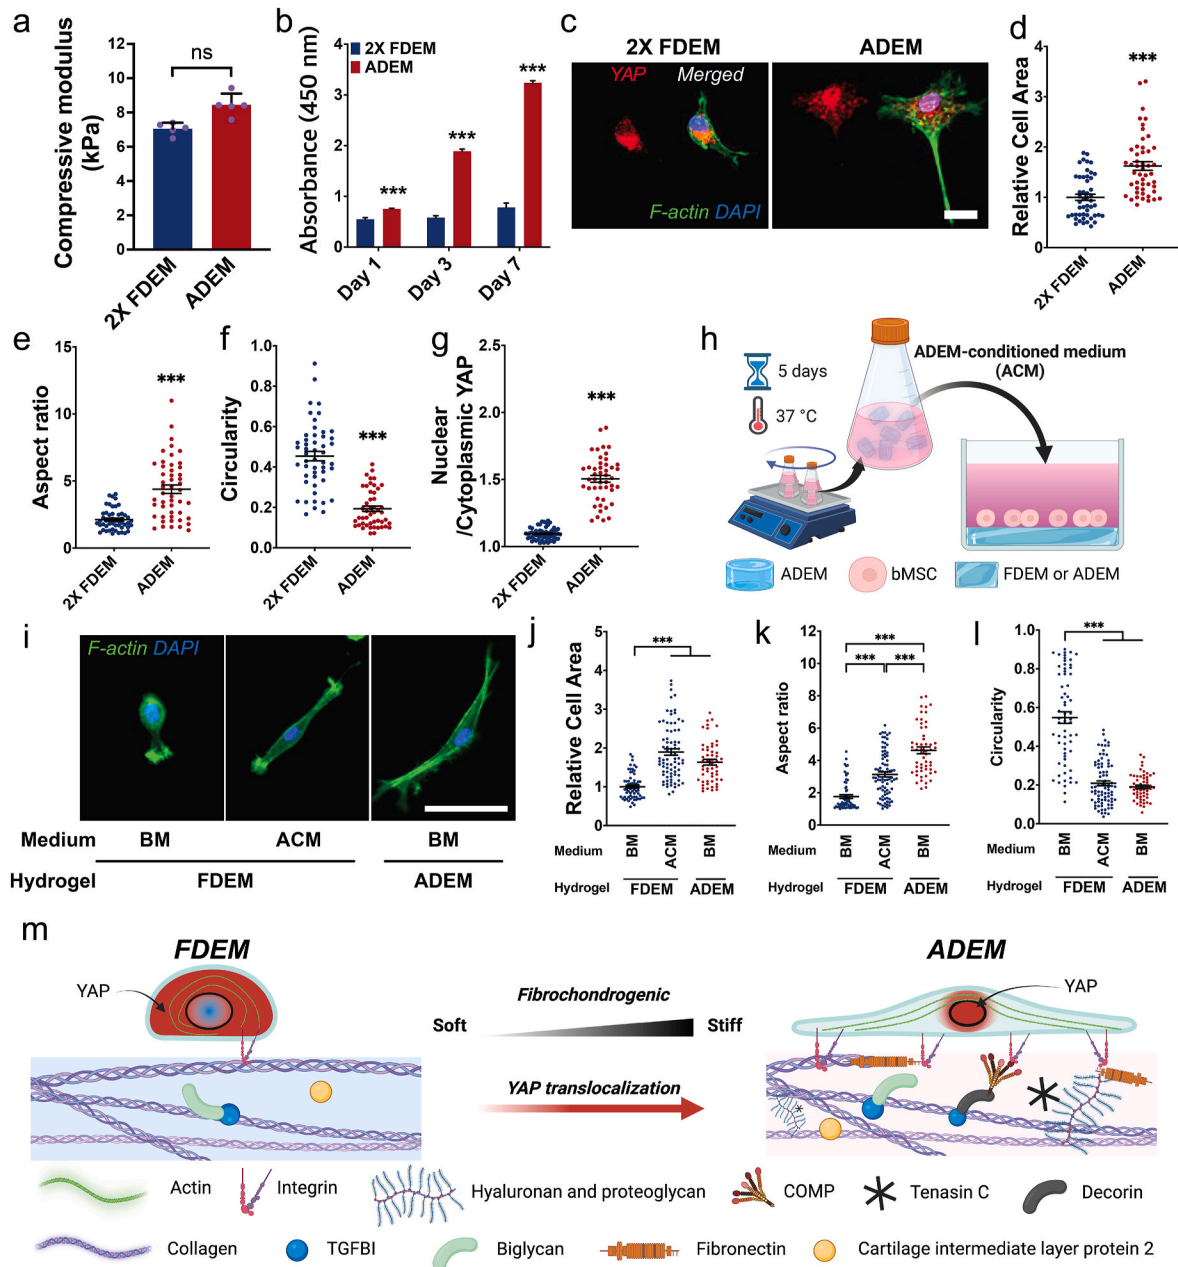 a
Compressive modulus
(kPa)
12
10
8
6
4
2
0
ns
2X FDEM
ADEM
b
Absorbance (450 nm)
4
3
2
1
0
2X FDEM
ADEM
***
***
***
Day 1
Day 3
Day 7
c
2X FDEM
ADEM
YAP
Merged
F-actin DAPI
d
Relative Cell Area
4
3
2
1
0
***
2X FDEM
ADEM
e
Aspect ratio
15
10
5
0
***
2X FDEM
ADEM
f
Circularity
1.0
0.8
0.6
0.4
0.2
0.0
***
2X FDEM
ADEM
g
Nuclear
/Cytoplasmic YAP
2.5
2.0
1.5
1.0
***
2X FDEM
ADEM
h
5 days
37 °C
ADEM-conditioned medium
(ACM)
ADEM
bMSC
FDEM or ADEM
i
F-actin DAPI
Medium BM ACM BM
Hydrogel FDEM ADEM
j
Relative Cell Area
5
4
3
2
1
0
***
Medium BM ACM BM
Hydrogel FDEM ADEM
k
Aspect ratio
12
10
8
6
4
2
0
***
*** ***
Medium BM ACM BM
Hydrogel FDEM ADEM
l
Circularity
1.0
0.8
0.6
0.4
0.2
0.0
***
Medium BM ACM BM
Hydrogel FDEM ADEM
m
FDEM
ADEM
YAP
Fibrochondrogenic
Soft
Stiff
YAP translocalization
YAP
Actin
Integrin
Hyaluronan and proteoglycan
COMP
Tenasin C
Decorin
Collagen
TGFBI
Biglycan
Fibronectin
Cartilage intermediate layer protein 2